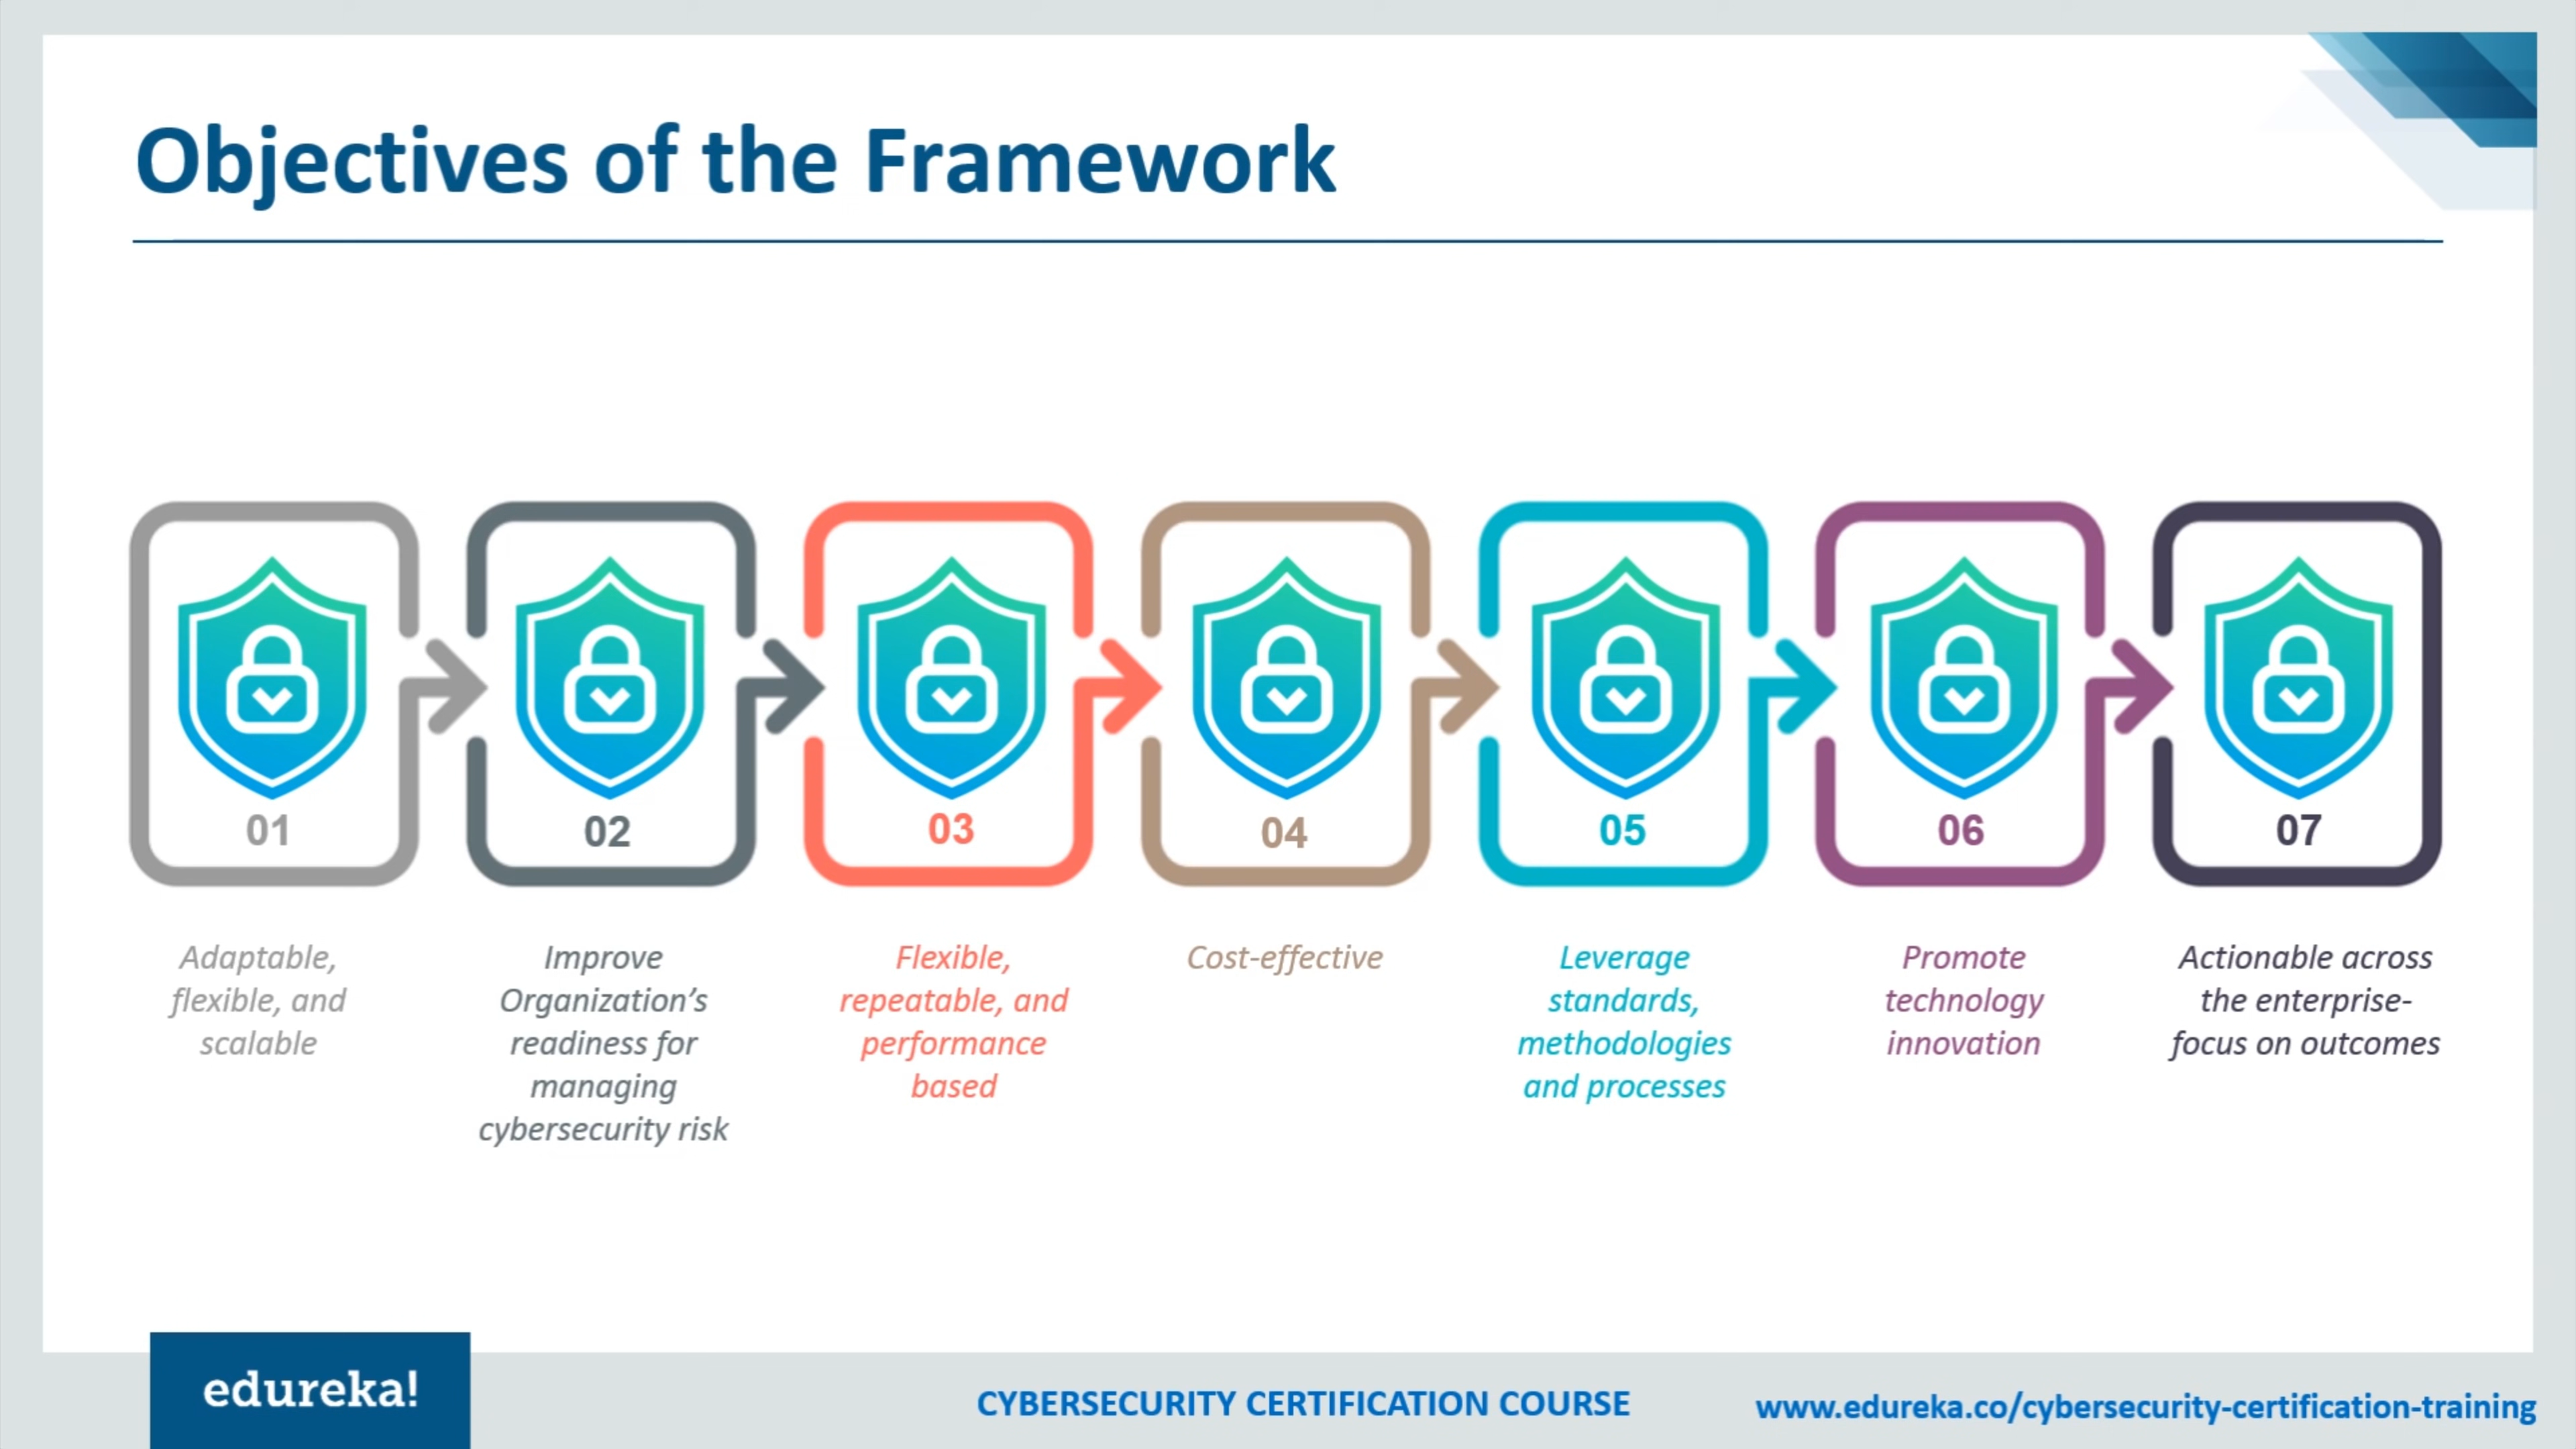 Objectives of the Framework
01
Adaptable,
flexible, and
scalable
02
Improve
Organization's
readiness for
managing
cybersecurity risk
03
Flexible,
repeatable, and
performance
based
04
Cost-effective
05
Leverage
standards,
methodologies
and processes
06
Promote
technology
innovation
07
Actionable across
the enterprise-
focus on outcomes
edureka!
CYBERSECURITY CERTIFICATION COURSE
www.edureka.co/cybersecurity-certification-training